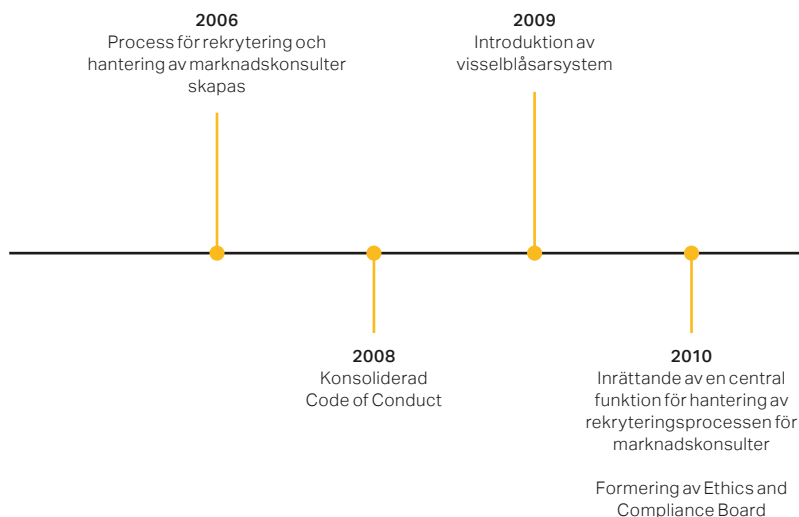 2006
Process för rekrytering och
hantering av marknadskonsulter
skapas
2009
Introduktion av
visselblåsarsystem
2008
Konsoliderad
Code of Conduct
2010
Inrättande av en central
funktion för hantering av
rekryteringsprocessen för
marknadskonsulter
Formering av Ethics and
Compliance Board